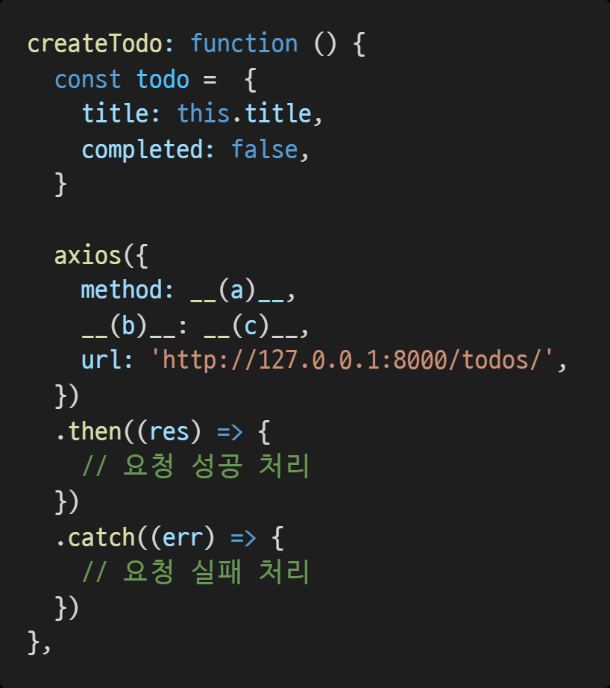 createTodo: function () {
  const todo =  {
    title: this.title,
    completed: false,
  }

  axios({
    method: __(a)__,
    __(b)__: __(c)__,
    url: 'http://127.0.0.1:8000/todos/',
  })
  .then((res) => {
    // 요청 성공 처리
  })
  .catch((err) => {
    // 요청 실패 처리
  })
},